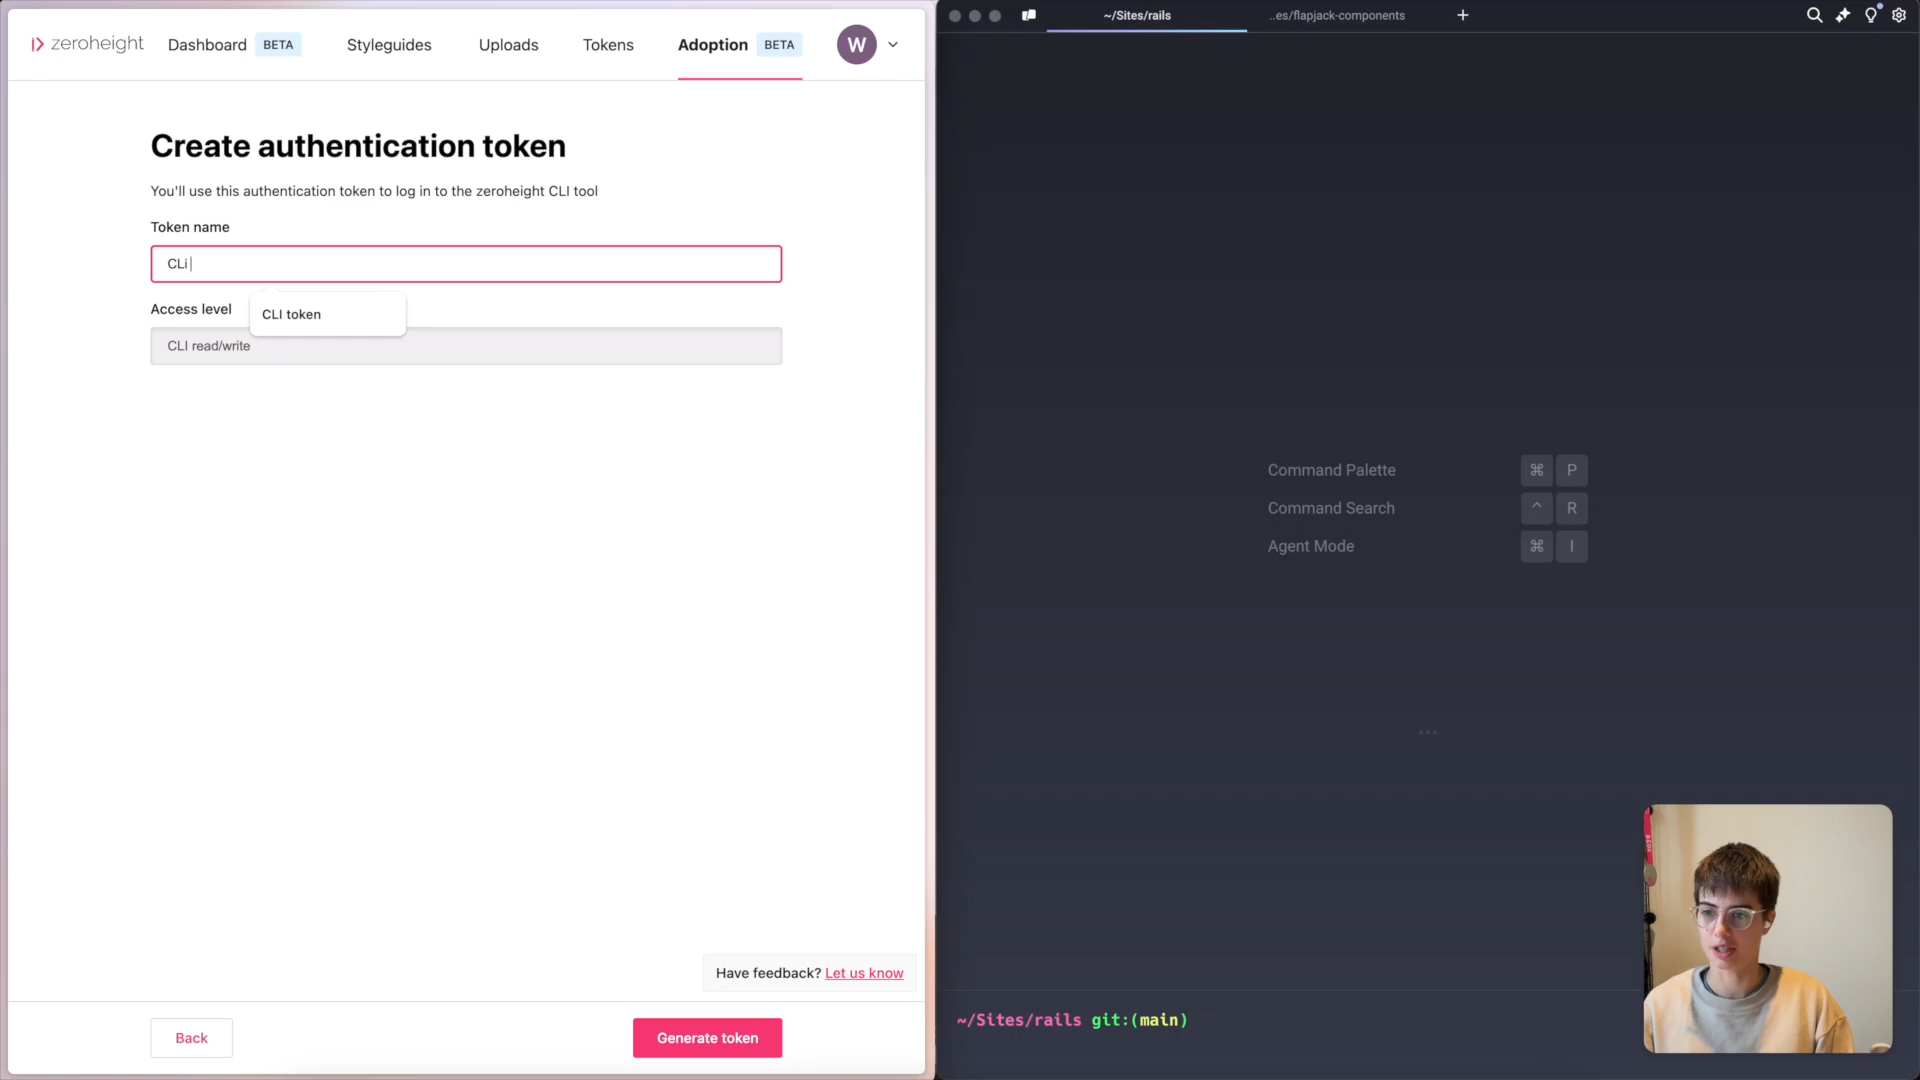 zeroheight
Dashboard BETA
Styleguides
Uploads
Tokens
Adoption BETA
W
Create authentication token
You'll use this authentication token to log in to the zeroheight CLI tool
Token name
CLi
CLI token
Access level
CLI read/write
Have feedback? Let us know
Back
Generate token
~/Sites/rails
..es/flapjack-components
Command Palette ⌘ P
Command Search ^ R
Agent Mode ⌘ I
~/Sites/rails git:(main)